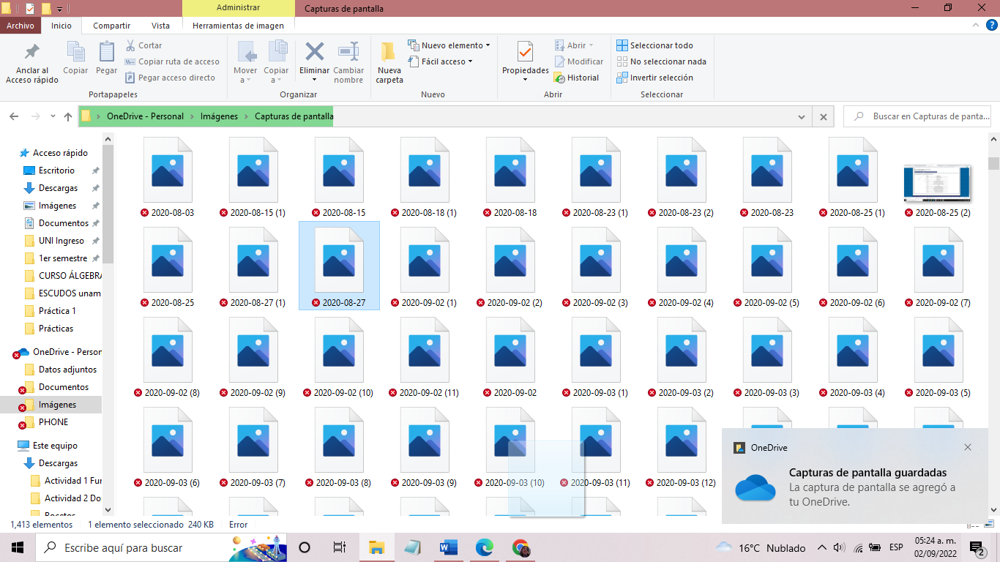 Administrar
Capturas de pantalla
Archivo
Inicio
Compartir
Vista
Herramientas de imagen
Anclar al
Acceso rápido
Copiar
Pegar
Cortar
Copiar ruta de acceso
Pegar acceso directo
Portapapeles
Mover
a
Copiar
a
Eliminar
Cambiar
nombre
Organizar
Nueva
carpeta
Nuevo elemento
Fácil acceso
Nuevo
Propiedades
Abrir
Modificar
Historial
Abrir
Seleccionar todo
No seleccionar nada
Invertir selección
Seleccionar
OneDrive - Personal
Imágenes
Capturas de pantalla
Buscar en Capturas de panta...
Acceso rápido
Escritorio
Descargas
Imágenes
Documentos
UNI Ingreso
1er semestre
CURSO ÁLGEBRA
ESCUDOS unam
Práctica 1
Prácticas
OneDrive - Person
Datos adjuntos
Documentos
Imágenes
PHONE
Este equipo
Descargas
Actividad 1 Fun
Actividad 2 Do
Recetos
2020-08-03
2020-08-15 (1)
2020-08-15
2020-08-18 (1)
2020-08-18
2020-08-23 (1)
2020-08-23 (2)
2020-08-23
2020-08-25 (1)
2020-08-25 (2)
2020-08-25
2020-08-27 (1)
2020-08-27
2020-09-02 (1)
2020-09-02 (2)
2020-09-02 (3)
2020-09-02 (4)
2020-09-02 (5)
2020-09-02 (6)
2020-09-02 (7)
2020-09-02 (8)
2020-09-02 (9)
2020-09-02 (10)
2020-09-02 (11)
2020-09-02
2020-09-03 (1)
2020-09-03 (2)
2020-09-03 (3)
2020-09-03 (4)
2020-09-03 (5)
2020-09-03 (6)
2020-09-03 (7)
2020-09-03 (8)
2020-09-03 (9)
2020-09-03 (10)
2020-09-03 (11)
2020-09-03 (12)
OneDrive
Capturas de pantalla guardadas
La captura de pantalla se agregó a
tu OneDrive.
1,413 elementos
1 elemento seleccionado 240 KB
Error
Escribe aquí para buscar
16°C Nublado
ESP
05:24 a. m.
02/09/2022
2